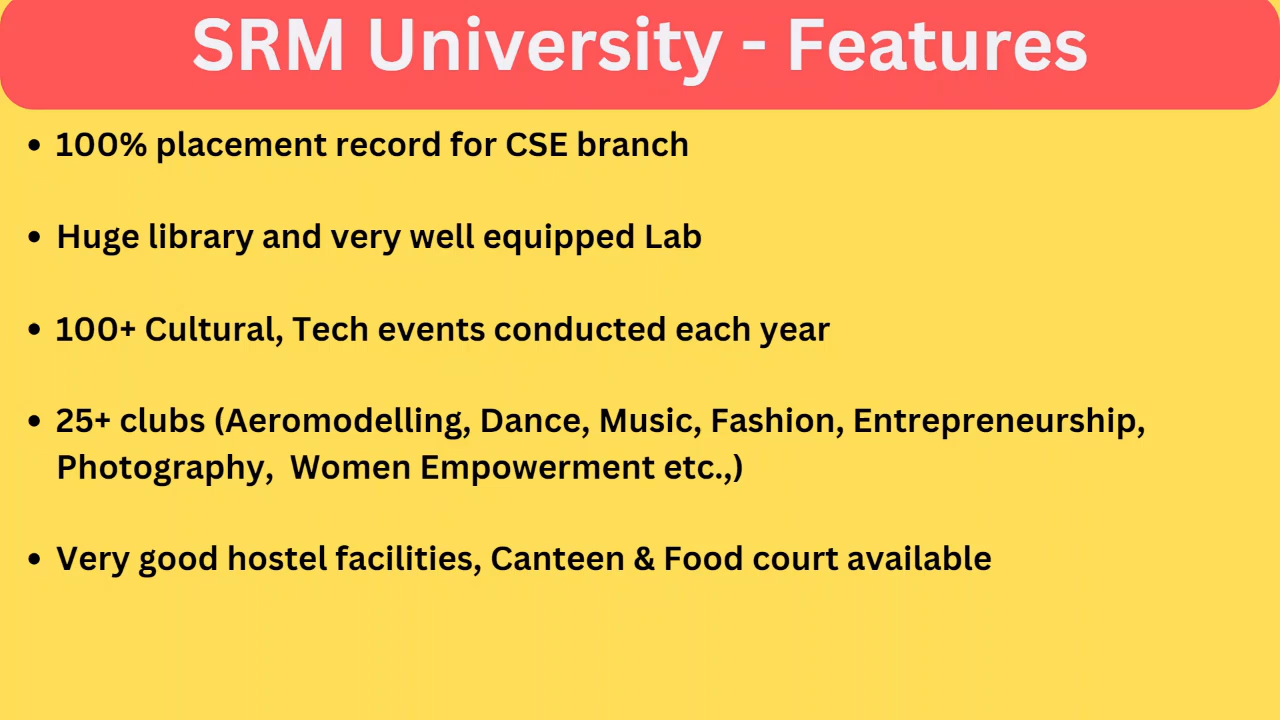 SRM University - Features
• 100% placement record for CSE branch
• Huge library and very well equipped Lab
• 100+ Cultural, Tech events conducted each year
• 25+ clubs (Aeromodelling, Dance, Music, Fashion, Entrepreneurship,
Photography,  Women Empowerment etc.,)
• Very good hostel facilities, Canteen & Food court available